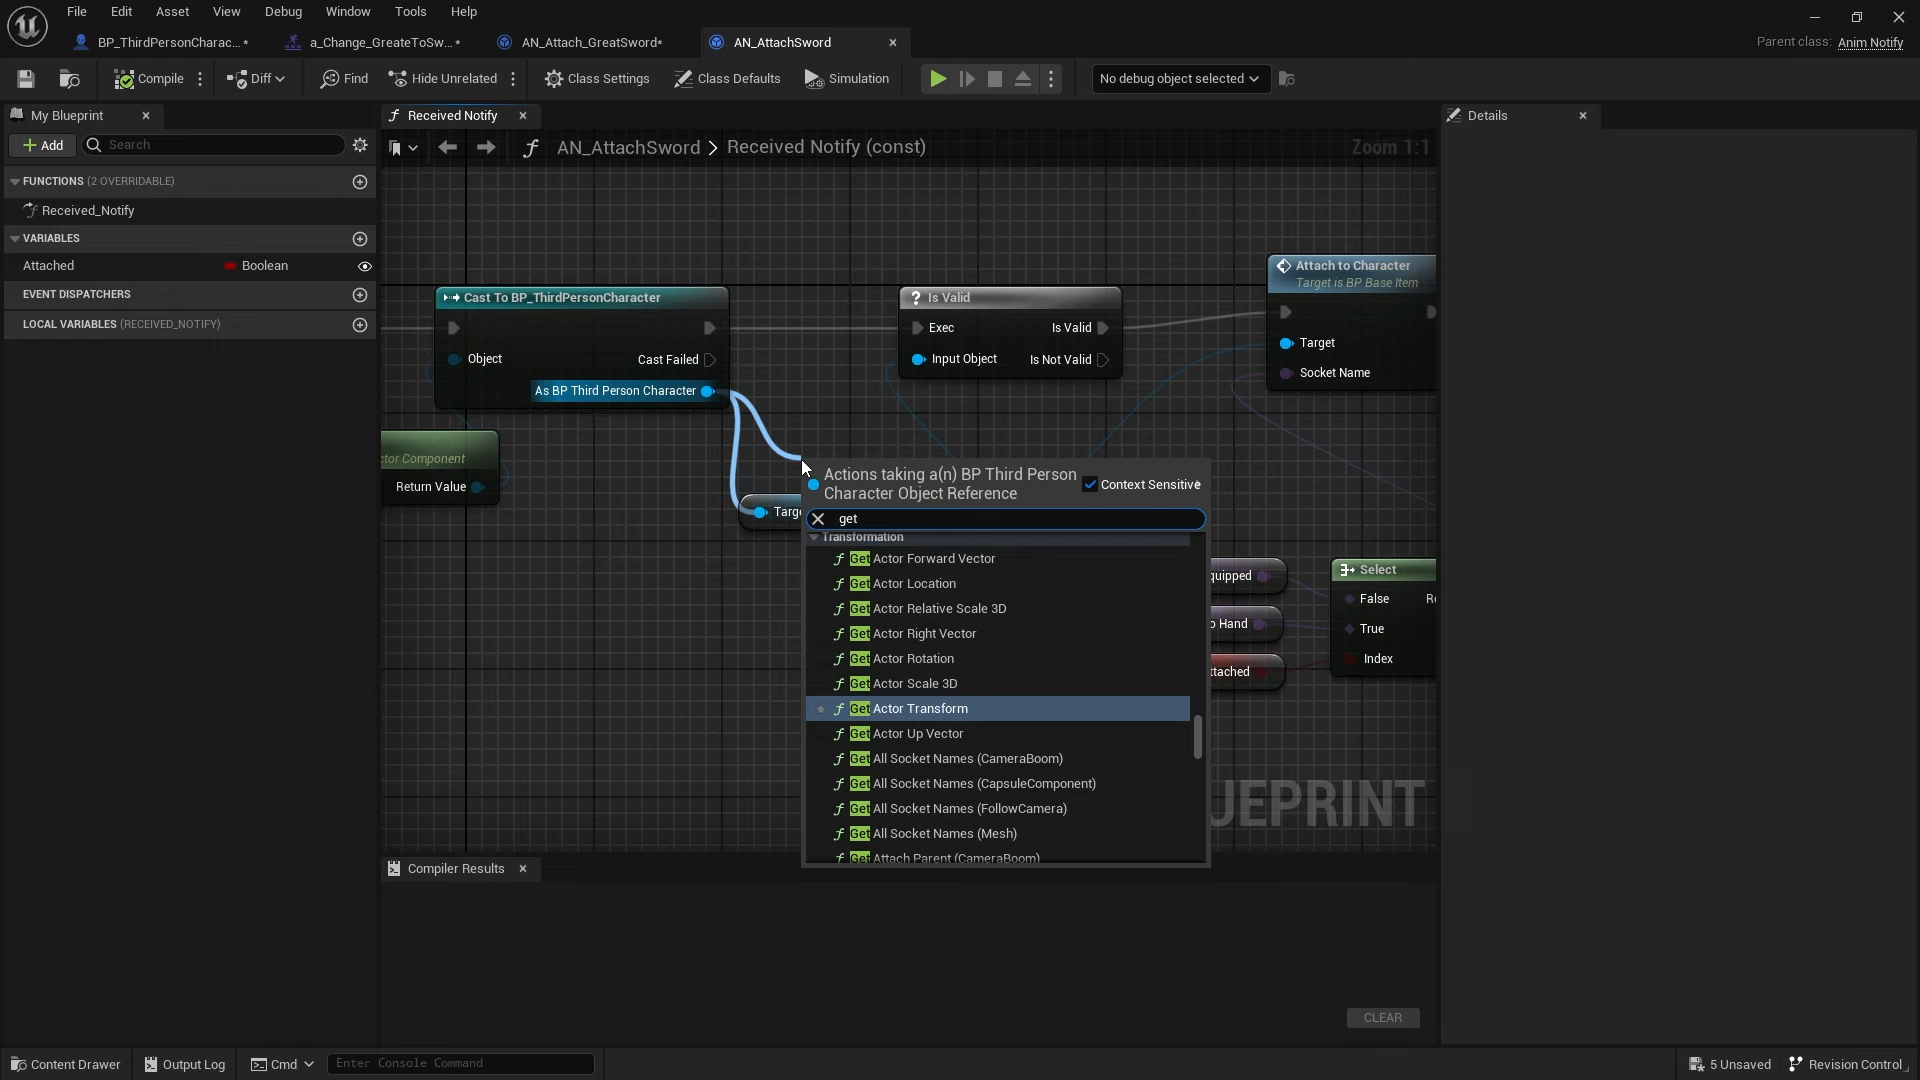 File Edit Asset View Debug Window Tools Help
BP_ThirdPersonCharac... * a_Change_GreateToSw... * AN_Attach_GreatSword* AN_AttachSword
Parent class: Anim Notify
Compile Diff Find Hide Unrelated Class Settings Class Defaults Simulation No debug object selected
My Blueprint Received Notify Details
Add Search
AN_AttachSword > Received Notify (const) Zoom 1:1
FUNCTIONS (2 OVERRIDABLE)
Received_Notify
VARIABLES
Attached Boolean
EVENT DISPATCHERS
LOCAL VARIABLES (RECEIVED_NOTIFY)
Cast To BP_ThirdPersonCharacter
Object Cast Failed
As BP Third Person Character
ctor Component
Return Value
Is Valid
Exec Is Valid
Input Object Is Not Valid
Attach to Character
Target is BP Base Item
Target
Socket Name
Targe
Actions taking a(n) BP Third Person
Character Object Reference
Context Sensitive
get
Transformation
Get Actor Forward Vector
Get Actor Location
Get Actor Relative Scale 3D
Get Actor Right Vector
Get Actor Rotation
Get Actor Scale 3D
Get Actor Transform
Get Actor Up Vector
Get All Socket Names (CameraBoom)
Get All Socket Names (CapsuleComponent)
Get All Socket Names (FollowCamera)
Get All Socket Names (Mesh)
Get Attach Parent (CameraBoom)
quipped
o Hand
ttached
Select
False Re
True
Index
UEPRINT
Compiler Results
CLEAR
Content Drawer Output Log Cmd Enter Console Command 5 Unsaved Revision Control